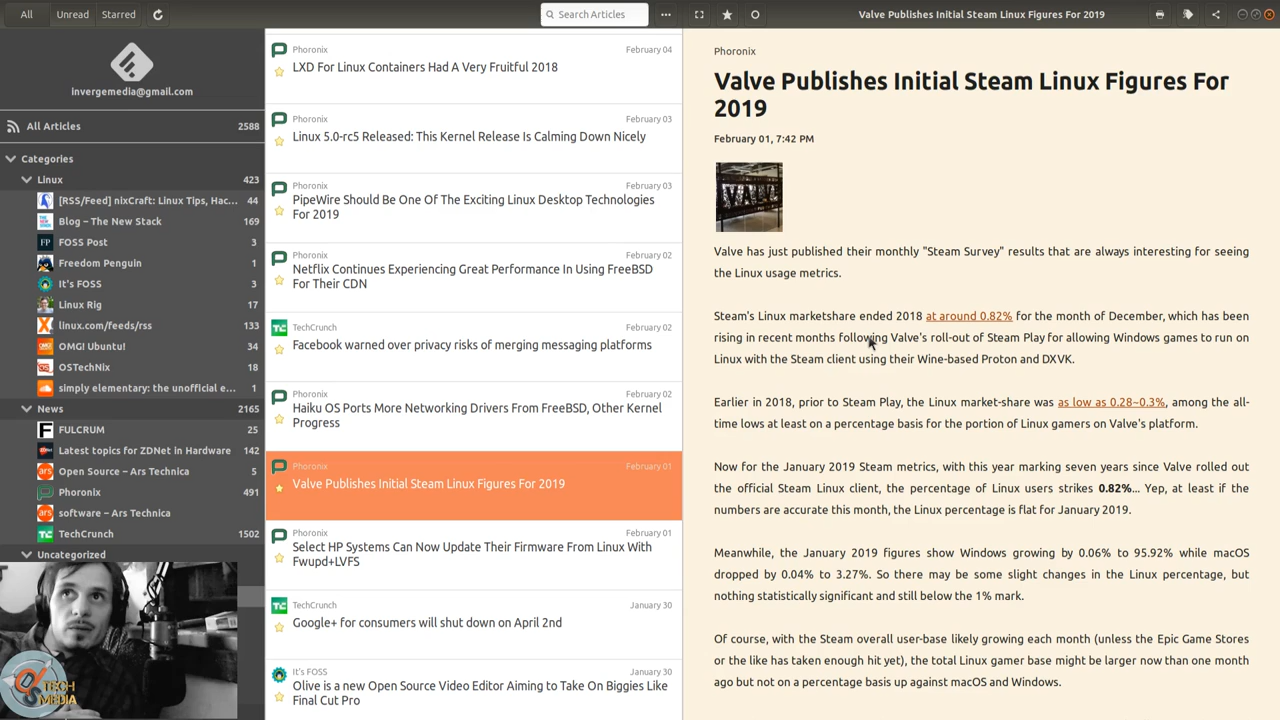 All
Unread
Starred
Search Articles
Valve Publishes Initial Steam Linux Figures For 2019
invergemedia@gmail.com
All Articles 2588
Categories
Linux 423
[RSS/Feed] nixCraft: Linux Tips, Hac... 44
Blog – The New Stack 169
FOSS Post 3
Freedom Penguin 1
It's FOSS 3
Linux Rig 17
linux.com/feeds/rss 133
OMG! Ubuntu! 44
OSTechNix 18
simply elementary: the unofficial e... 1
News 2165
FULCRUM 25
Latest topics for ZDNet in Hardware 142
Open Source – Ars Technica 5
Phoronix 491
software – Ars Technica 5
TechCrunch 1502
Uncategorized
TECH
MEDIA
Phoronix February 04
LXD For Linux Containers Had A Very Fruitful 2018
Phoronix February 03
Linux 5.0-rc5 Released: This Kernel Release Is Calming Down Nicely
Phoronix February 03
PipeWire Should Be One Of The Exciting Linux Desktop Technologies
For 2019
Phoronix February 02
Netflix Continues Experiencing Great Performance In Using FreeBSD
For Their CDN
TechCrunch February 02
Facebook warned over privacy risks of merging messaging platforms
Phoronix February 02
Haiku OS Ports More Networking Drivers From FreeBSD, Other Kernel
Progress
Phoronix February 01
Valve Publishes Initial Steam Linux Figures For 2019
Phoronix February 01
Select HP Systems Can Now Update Their Firmware From Linux With
Fwupd+LVFS
TechCrunch January 30
Google+ for consumers will shut down on April 2nd
It's FOSS January 30
Olive is a new Open Source Video Editor Aiming to Take On Biggies Like
Final Cut Pro
Phoronix
Valve Publishes Initial Steam Linux Figures For
2019
February 01, 7:42 PM
VALVE
Valve has just published their monthly "Steam Survey" results that are always interesting for seeing
the Linux usage metrics.
Steam's Linux marketshare ended 2018 at around 0.82% for the month of December, which has been
rising in recent months following Valve's roll-out of Steam Play for allowing Windows games to run on
Linux with the Steam client using their Wine-based Proton and DXVK.
Earlier in 2018, prior to Steam Play, the Linux market-share was as low as 0.28~0.3%, among the all-
time lows at least on a percentage basis for the portion of Linux gamers on Valve's platform.
Now for the January 2019 Steam metrics, with this year marking seven years since Valve rolled out
the official Steam Linux client, the percentage of Linux users strikes 0.82%... Yep, at least if the
numbers are accurate this month, the Linux percentage is flat for January 2019.
Meanwhile, the January 2019 figures show Windows growing by 0.06% to 95.92% while macOS
dropped by 0.04% to 3.27%. So there may be some slight changes in the Linux percentage, but
nothing statistically significant and still below the 1% mark.
Of course, with the Steam overall user-base likely growing each month (unless the Epic Game Stores
or the like has taken enough hit yet), the total Linux gamer base might be larger now than one month
ago but not on a percentage basis up against macOS and Windows.